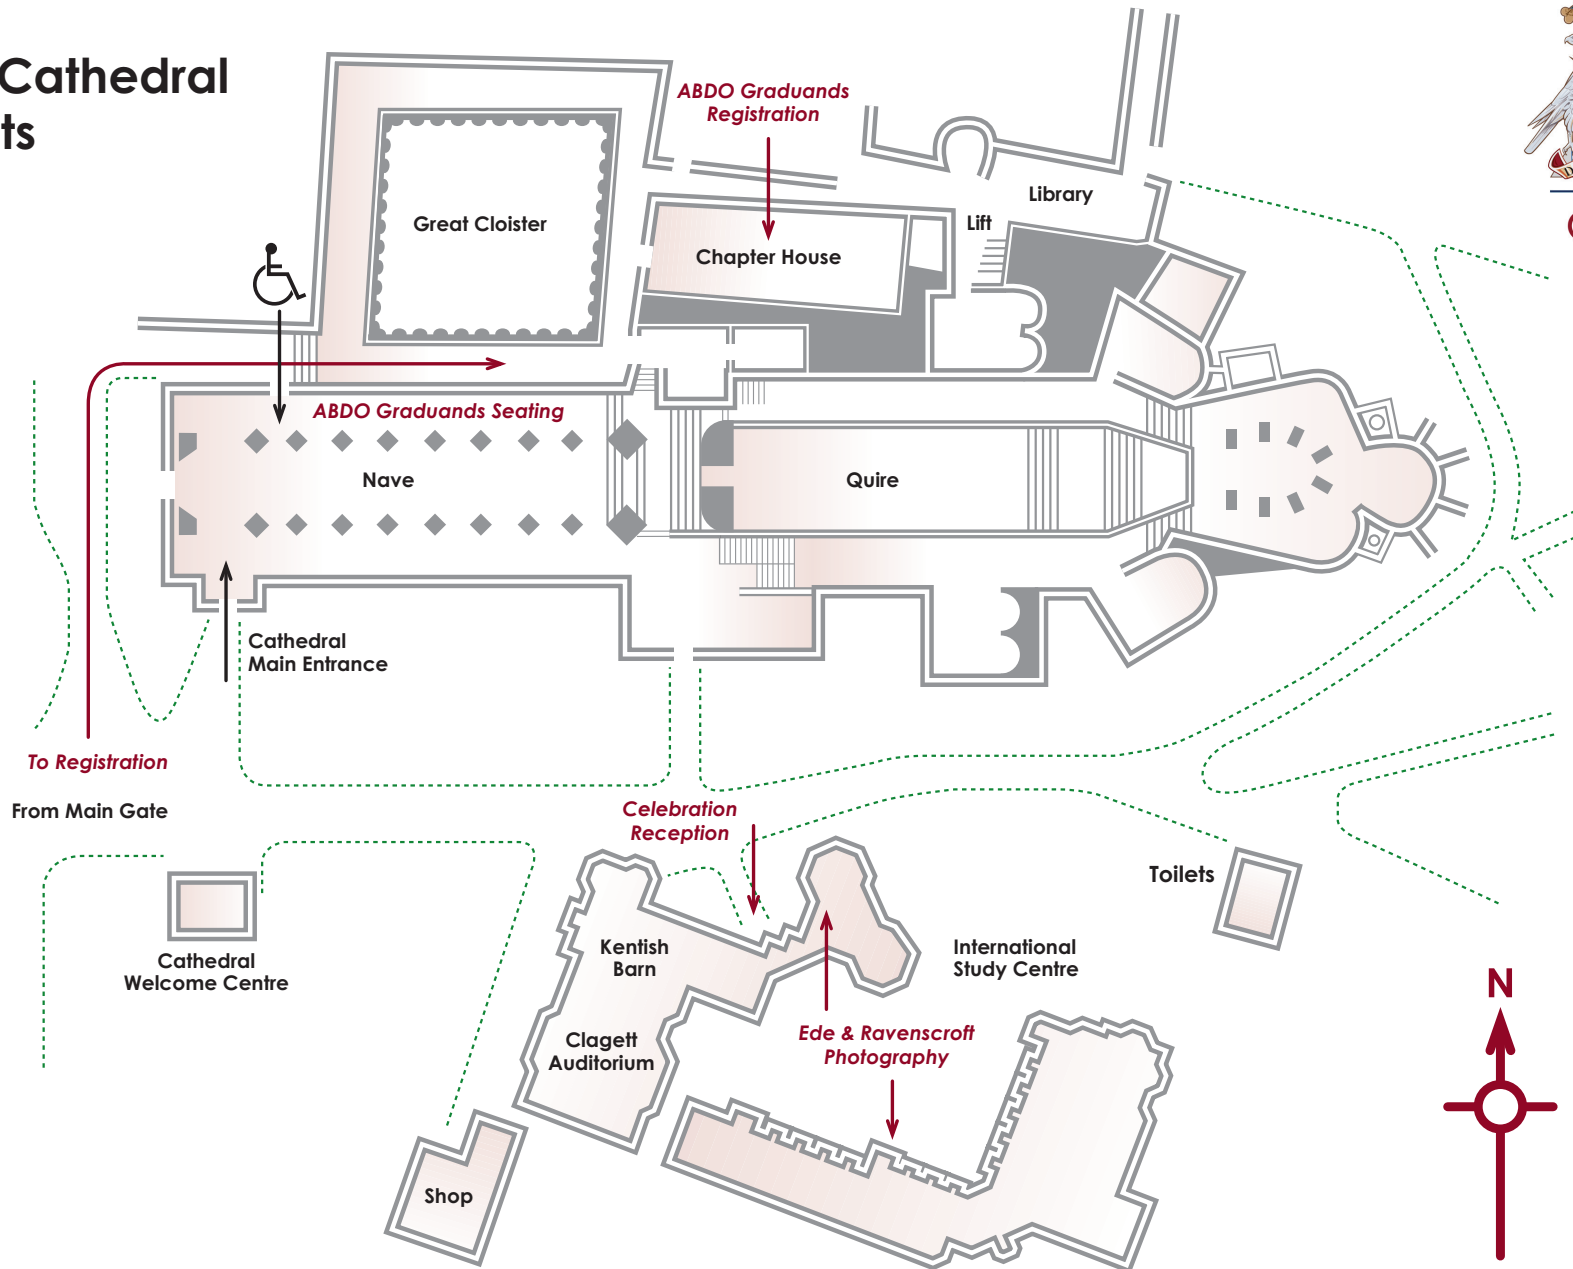 Cathedral
ts
ABDO Graduands
Registration
Library
Lift
Great Cloister
Chapter House
ABDO Graduands Seating
Nave
Quire
Cathedral
Main Entrance
To Registration
From Main Gate
Celebration
Reception
Toilets
Cathedral
Welcome Centre
Kentish
Barn
International
Study Centre
Clagett
Auditorium
Ede & Ravenscroft
Photography
Shop
N